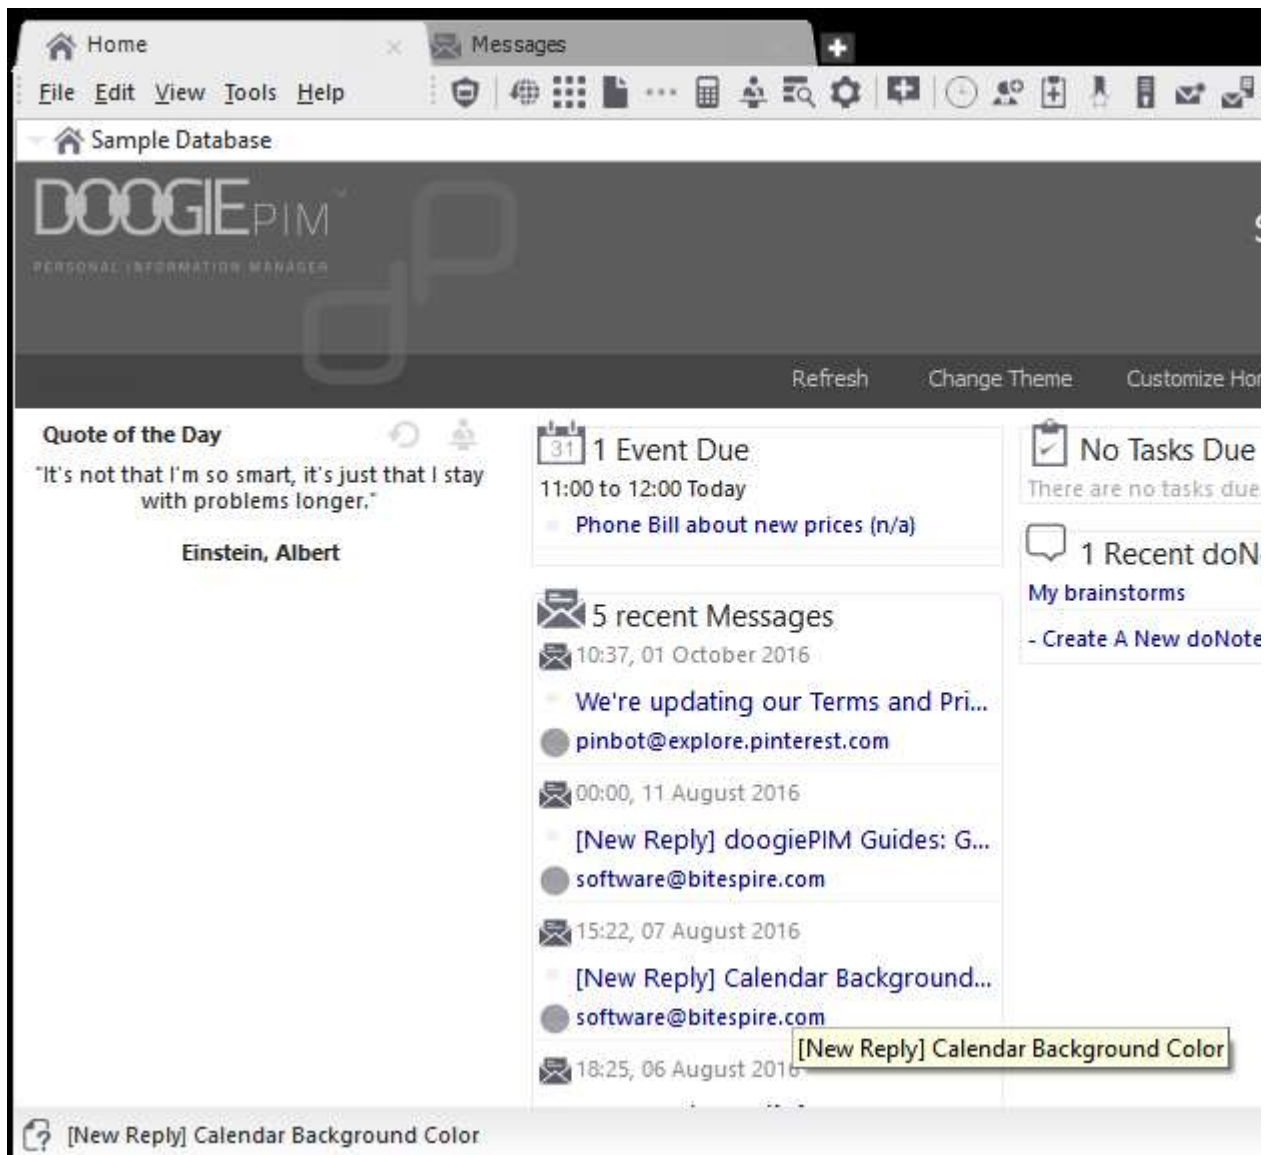 Home
Messages
File Edit View Tools Help
Sample Database
DOOGIE PIM
PERSONAL INFORMATION MANAGER
Refresh Change Theme Customize
Quote of the Day
"It's not that I'm so smart, it's just that I stay
with problems longer."
Einstein, Albert
31 1 Event Due
11:00 to 12:00 Today
Phone Bill about new prices (n/a)
5 recent Messages
10:37, 01 October 2016
We're updating our Terms and Pri...
pinbot@explore.pinterest.com
00:00, 11 August 2016
[New Reply] doogiePIM Guides: G...
software@bitespire.com
15:22, 07 August 2016
[New Reply] Calendar Background...
software@bitespire.com
[New Reply] Calendar Background Color
18:25, 06 August 2016
No Tasks Due
There are no tasks due
1 Recent
My brainstorms
- Create A New doNote
[New Reply] Calendar Background Color